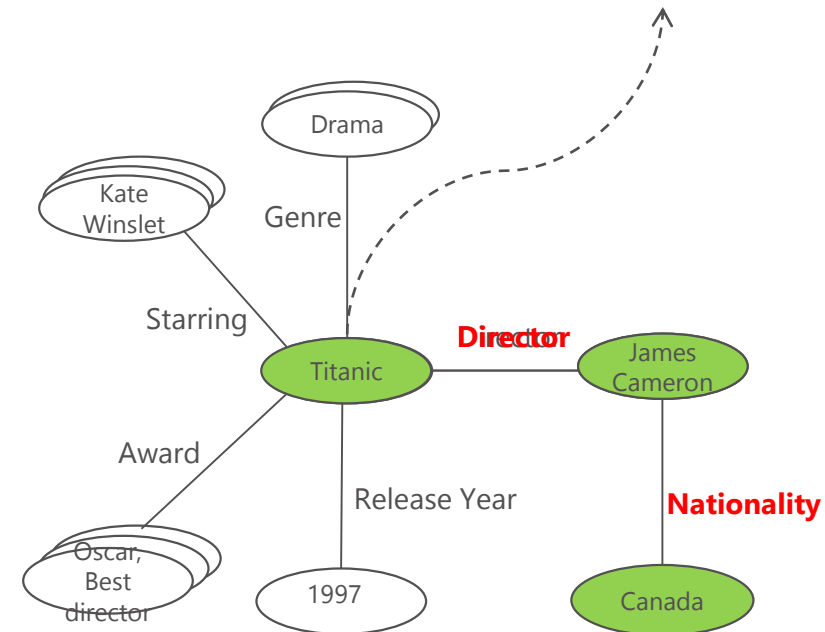 Drama
Kate
Winslet
Genre
Starring
Director
Titanic
James
Cameron
Award
Release Year
Nationality
Oscar,
Best
director
1997
Canada